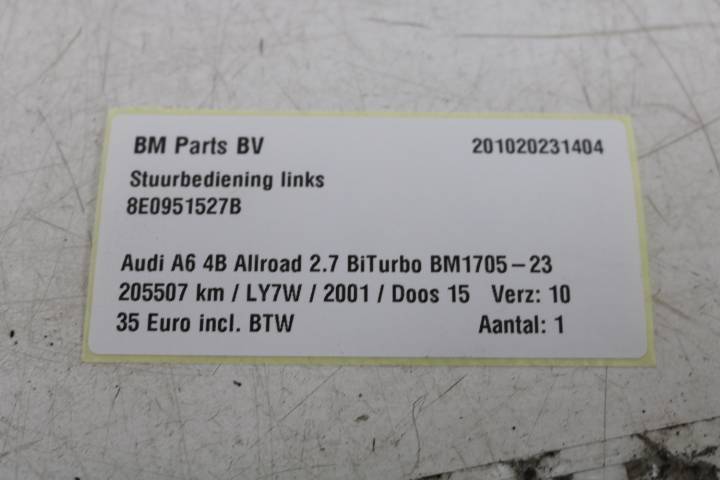 BM Parts BV 201020231404
Stuurbediening links
8E0951527B
Audi A6 4B Allroad 2.7 BiTurbo BM1705-23
205507 km / LY7W / 2001 / Doos 15 Verz: 10
35 Euro incl. BTW Aantal: 1